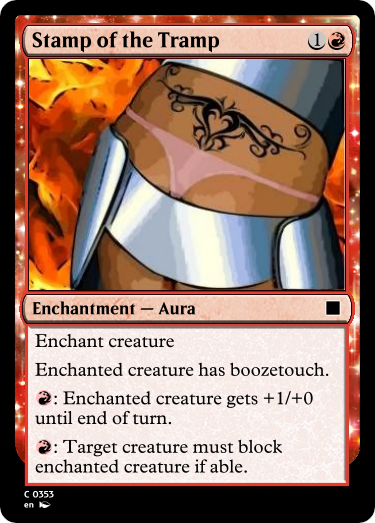 Stamp of the Tramp 1
Enchantment — Aura
Enchant creature
Enchanted creature has boozetouch.
: Enchanted creature gets +1/+0
until end of turn.
: Target creature must block
enchanted creature if able.
C 0353
en